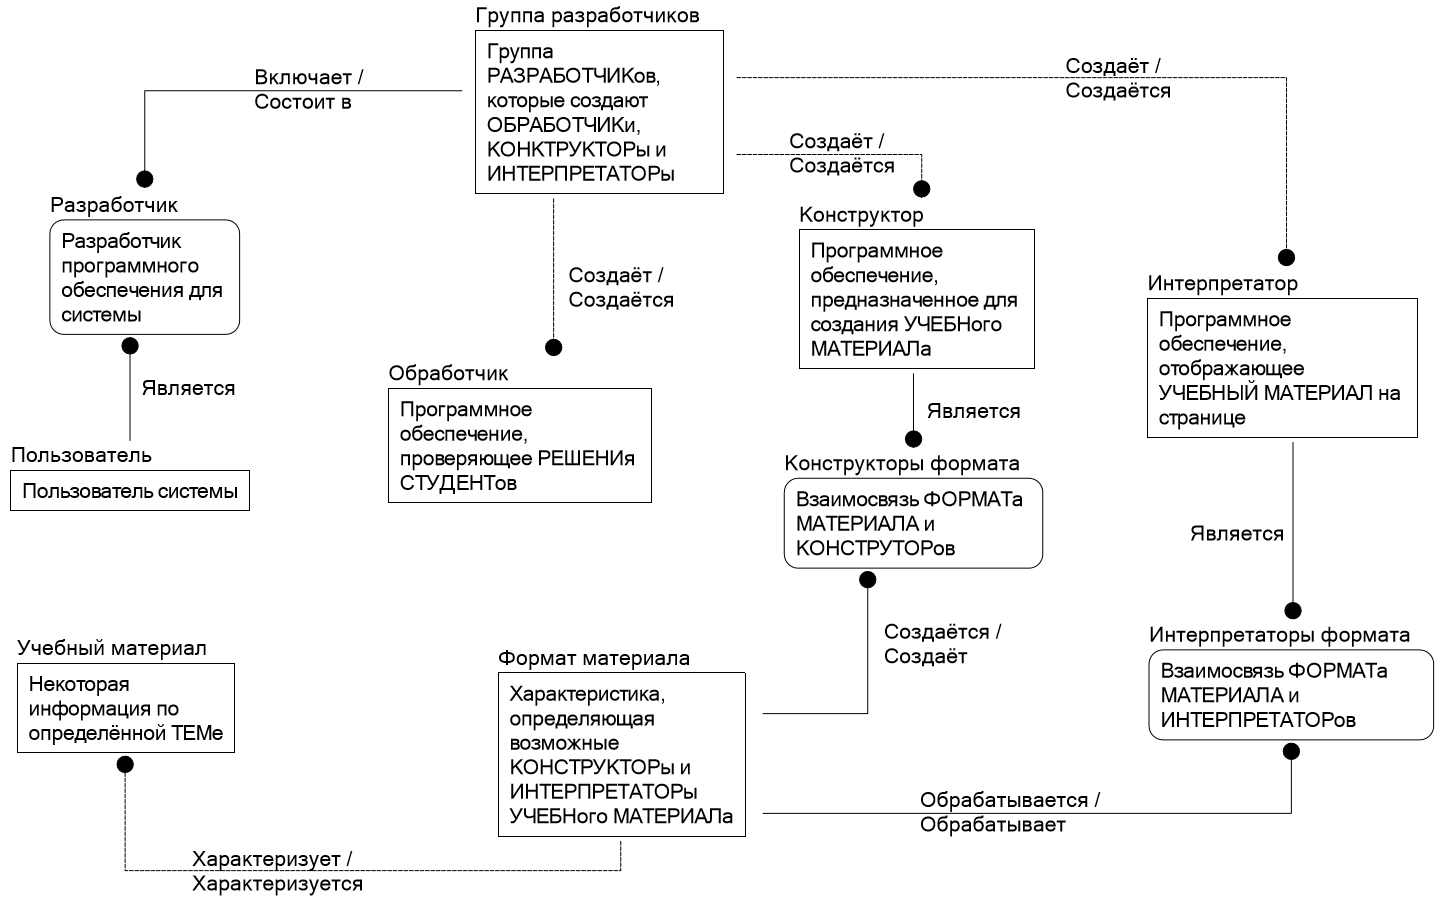 Группа разработчиков
Группа
РАЗРАБОТЧИКов,
которые создают
ОБРАБОТЧИКи,
КОНКТРУКТОРы и
ИНТЕРПРЕТАТОРы
Включает /
Состоит в
Создаёт /
Создаётся
Создаёт /
Создаётся
Создаёт /
Создаётся
Разработчик
Разработчик
программного
обеспечения для
системы
Является
Пользователь
Пользователь системы
Обработчик
Программное
обеспечение,
проверяющее РЕШЕНИя
СТУДЕНТов
Конструктор
Программное
обеспечение,
предназначенное для
создания УЧЕБНого
МАТЕРИАЛа
Является
Конструкторы формата
Взаимосвязь ФОРМАТа
МАТЕРИАЛА и
КОНСТРУТОРов
Интерпретатор
Программное
обеспечение,
отображающее
УЧЕБНЫЙ МАТЕРИАЛ на
странице
Является
Интерпретаторы формата
Взаимосвязь ФОРМАТа
МАТЕРИАЛА и
ИНТЕРПРЕТАТОРов
Учебный материал
Некоторая
информация по
определённой ТЕМе
Формат материала
Характеристика,
определяющая
возможные
КОНСТРУКТОРы и
ИНТЕРПРЕТАТОРы
УЧЕБНого МАТЕРИАЛа
Создаётся /
Создаёт
Обрабатывается /
Обрабатывает
Характеризует /
Характеризуется